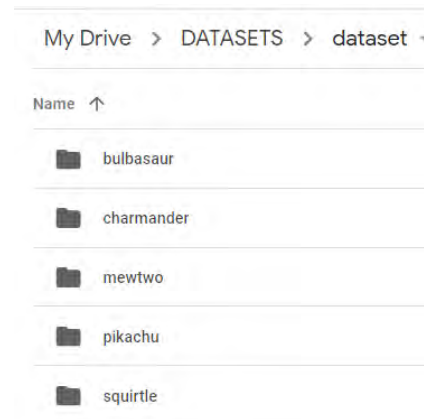 My Drive > DATASETS > dataset
Name ↑
bulbasaur
charmander
mewtwo
pikachu
squirtle